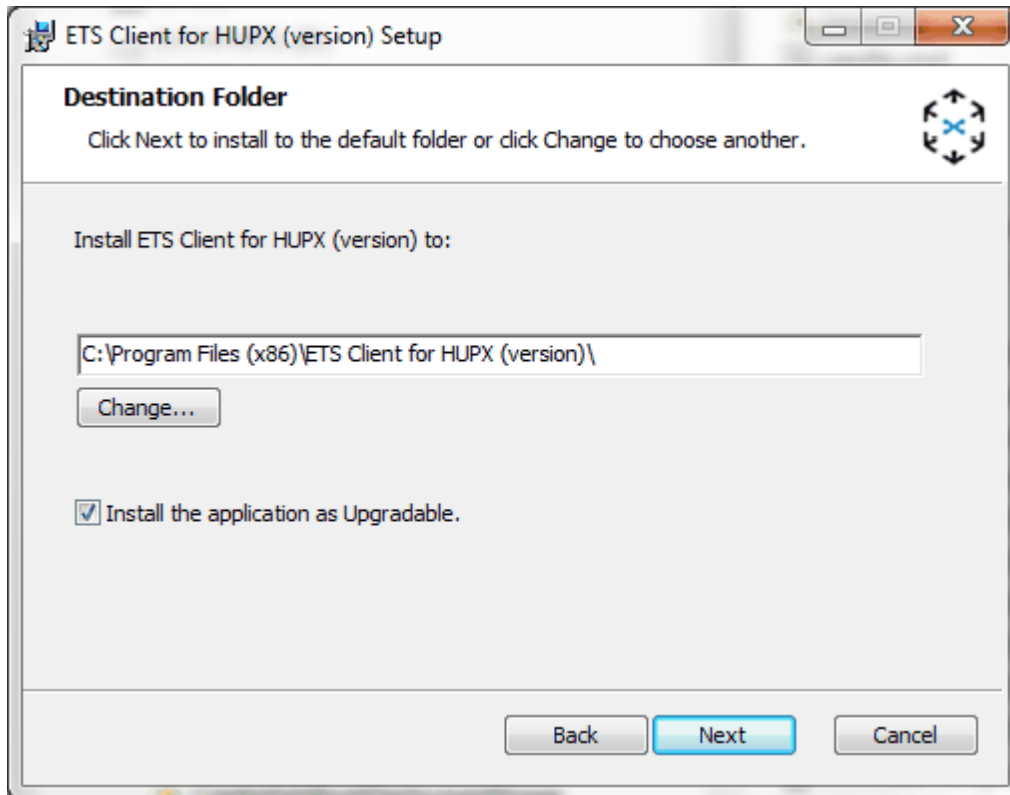 ETS Client for HUPX (version) Setup
Destination Folder
Click Next to install to the default folder or click Change to choose another.
Install ETS Client for HUPX (version) to:
C:\Program Files (x86)\ETS Client for HUPX (version)\
Change...
Install the application as Upgradable.
Back Next Cancel